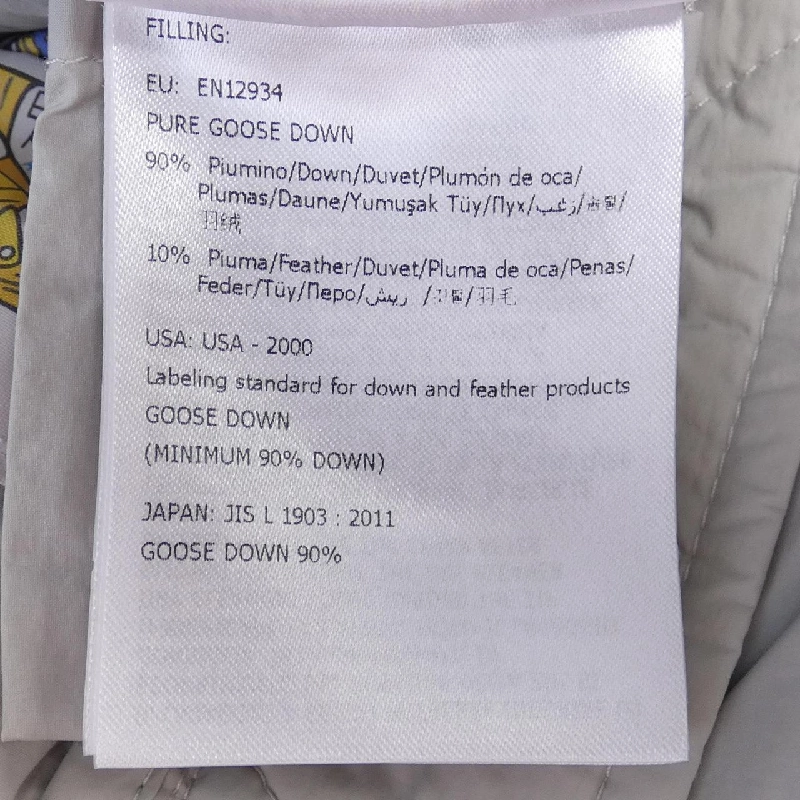 FILLING:
EU: EN12934
PURE GOOSE DOWN
90% Piumino/Down/Duvet/Plumón de oca/
Plumas/Daune/Yumuşak Tüy/Пух/زغب/
羽绒
10% Piuma/Feather/Duvet/Pluma de oca/Penas/
Feder/Tüy/Перо/ريش /羽毛
USA: USA - 2000
Labeling standard for down and feather products
GOOSE DOWN
(MINIMUM 90% DOWN)
JAPAN: JIS L 1903 : 2011
GOOSE DOWN 90%